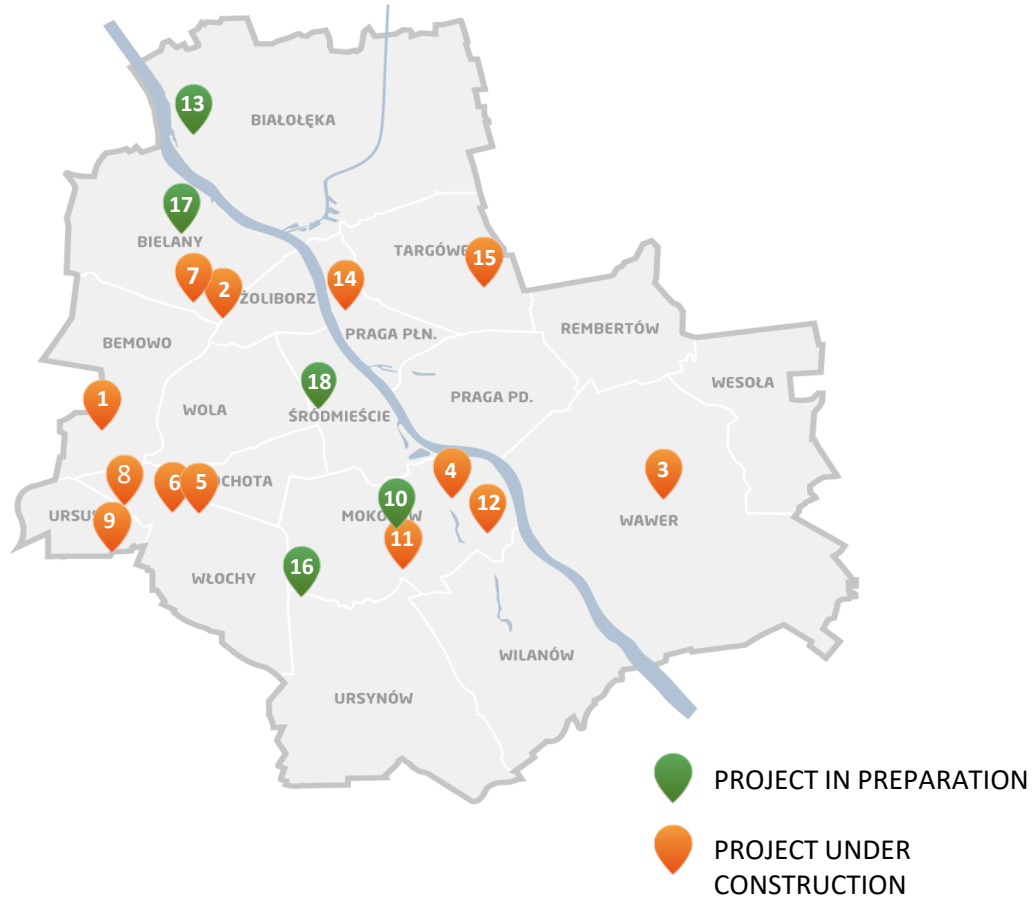 13
BIAŁOŁĘKA
17
BIELANY
TARGÓWE
15
7
2
14
ŻOLIBORZ
PRAGA PŁN.
REMBERTÓW
BEMOWO
18
WESOŁA
1
WOLA
PRAGA PD.
ŚRÓDMIEŚCIE
8
6
5
OCHOTA
4
3
10
12
URSUS
9
MOKOTÓW
WAWER
11
16
WŁOCHY
WILANÓW
URSYNÓW
PROJECT IN PREPARATION
PROJECT UNDER
CONSTRUCTION